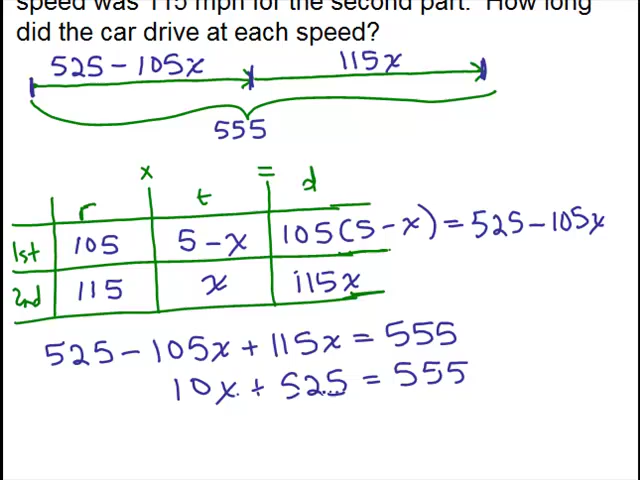 speed was 115 mph for the second part. How long
did the car drive at each speed?
525 - 105x 115x
555
x =
r t d
1st 105 5 - x 105(5 - x) = 525 - 105x
2nd 115 x 115x
525 - 105x + 115x = 555
10x + 525 = 555